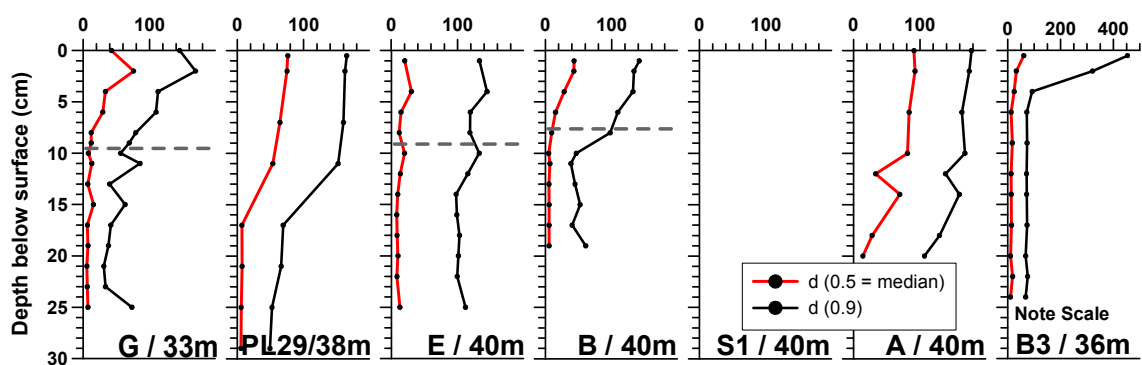 0 100
0 100
0 100
0 100
0 100
0 100
0 200 400
Depth below surface (cm)
0
5
10
15
20
25
30
d (0.5 = median)
d (0.9)
Note Scale
G / 33m
PL29/38m
E / 40m
B / 40m
S1 / 40m
A / 40m
B3 / 36m